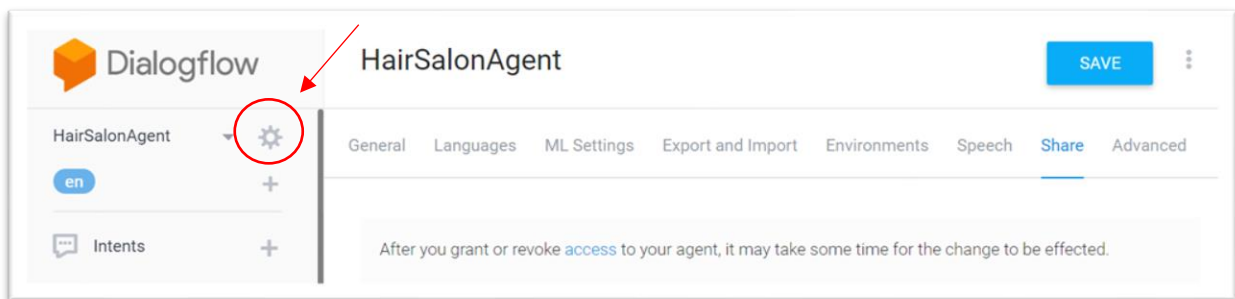 Dialogflow
HairSalonAgent
en
Intents
HairSalonAgent
SAVE
General Languages ML Settings Export and Import Environments Speech Share Advanced
After you grant or revoke access to your agent, it may take some time for the change to be effected.